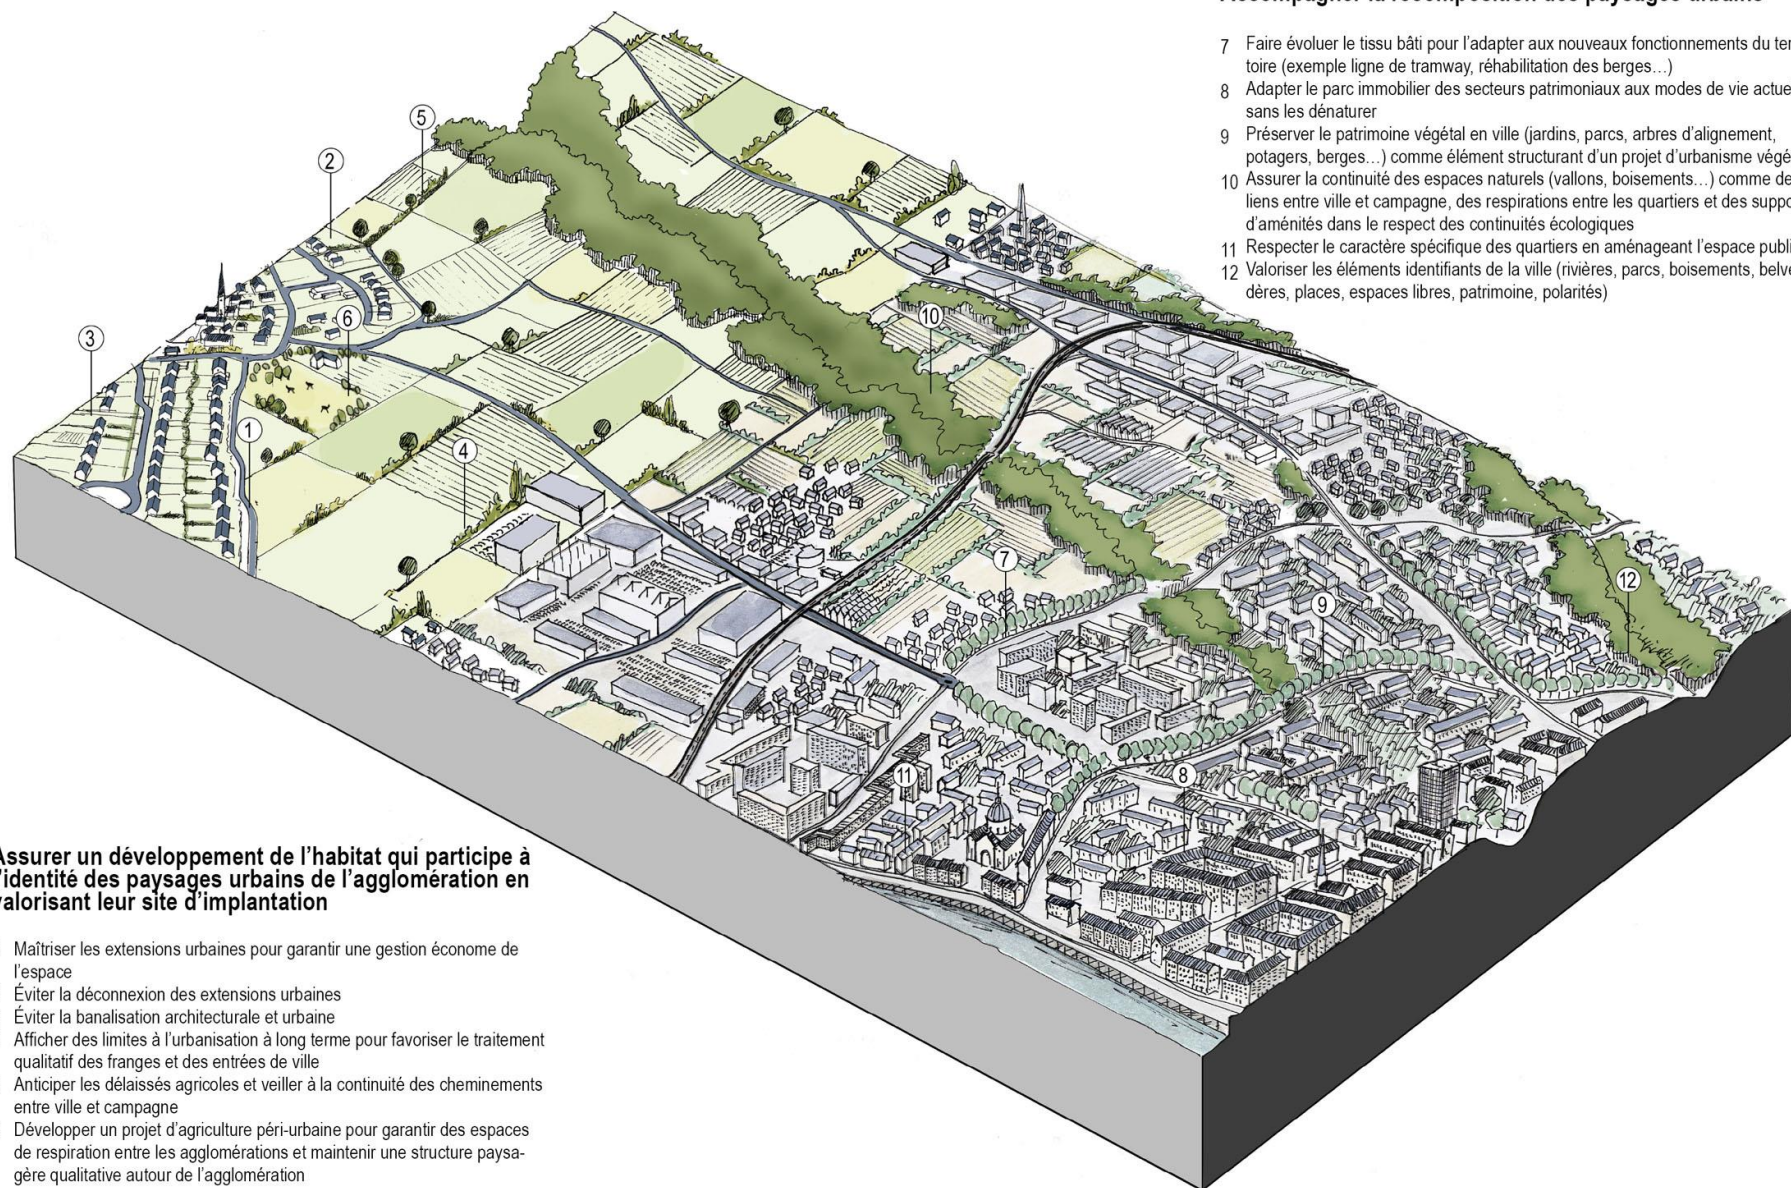 Accompagner la recomposition des paysages urbains
7 Faire évoluer le tissu bâti pour l’adapter aux nouveaux fonctionnements du ter
toire (exemple ligne de tramway, réhabilitation des berges…)
8 Adapter le parc immobilier des secteurs patrimoniaux aux modes de vie actue
sans les dénaturer
9 Préserver le patrimoine végétal en ville (jardins, parcs, arbres d’alignement,
potagers, berges…) comme élément structurant d’un projet d’urbanisme végé
10 Assurer la continuité des espaces naturels (vallons, boisements…) comme de
liens entre ville et campagne, des respirations entre les quartiers et des suppo
d’aménités dans le respect des continuités écologiques
11 Respecter le caractère spécifique des quartiers en aménageant l’espace publi
12 Valoriser les éléments identifiants de la ville (rivières, parcs, boisements, belve
dères, places, espaces libres, patrimoine, polarités)
5
2
10
6
3
1
4
7
12
9
11
8
Assurer un développement de l’habitat qui participe à
’identité des paysages urbains de l’agglomération en
valorisant leur site d’implantation
Maîtriser les extensions urbaines pour garantir une gestion économe de
l’espace
Éviter la déconnexion des extensions urbaines
Éviter la banalisation architecturale et urbaine
Afficher des limites à l’urbanisation à long terme pour favoriser le traitement
qualitatif des franges et des entrées de ville
Anticiper les délaissés agricoles et veiller à la continuité des cheminements
entre ville et campagne
Développer un projet d’agriculture péri-urbaine pour garantir des espaces
de respiration entre les agglomérations et maintenir une structure paysa-
gère qualitative autour de l’agglomération